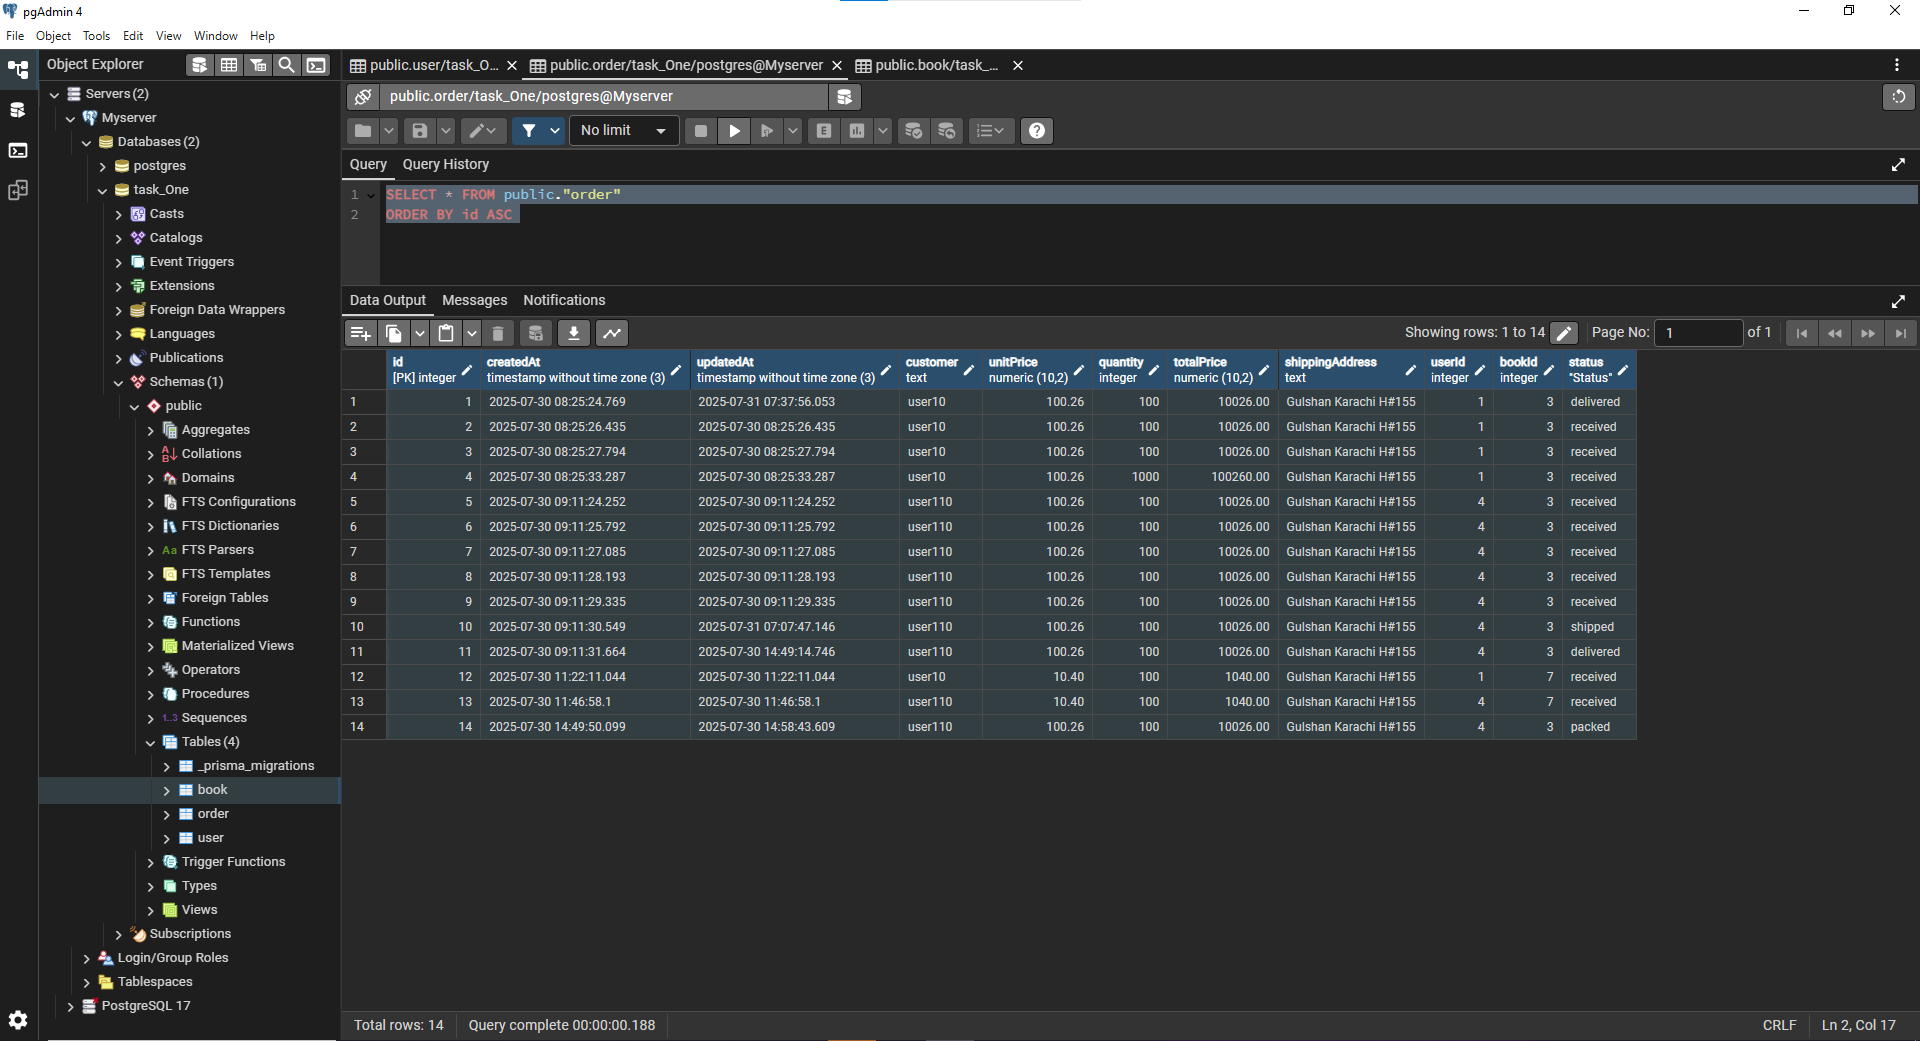 pgAdmin 4
File Object Tools Edit View Window Help
Object Explorer
Servers (2)
Myserver
Databases (2)
postgres
task_One
Casts
Catalogs
Event Triggers
Extensions
Foreign Data Wrappers
Languages
Publications
Schemas (1)
public
Aggregates
Collations
Domains
FTS Configurations
FTS Dictionaries
Aa FTS Parsers
FTS Templates
Foreign Tables
Functions
Materialized Views
Operators
Procedures
1..3 Sequences
Tables (4)
_prisma_migrations
book
order
user
Trigger Functions
Types
Views
Subscriptions
Login/Group Roles
Tablespaces
PostgreSQL 17
public.user/task_O... public.order/task_One/postgres@Myserver public.book/task_...
public.order/task_One/postgres@Myserver
No limit
Query Query History
1 SELECT * FROM public."order"
2 ORDER BY id ASC
Data Output Messages Notifications
Showing rows: 1 to 14 Page No: 1 of 1
id createdAt updatedAt customer unitPrice quantity totalPrice shippingAddress userId bookId status
[PK] integer timestamp without time zone (3) timestamp without time zone (3) text numeric (10,2) integer numeric (10,2) text integer integer "Status"
1 1 2025-07-30 08:25:24.769 2025-07-31 07:37:56.053 user10 100.26 100 10026.00 Gulshan Karachi H#155 1 3 delivered
2 2 2025-07-30 08:25:26.435 2025-07-30 08:25:26.435 user10 100.26 100 10026.00 Gulshan Karachi H#155 1 3 received
3 3 2025-07-30 08:25:27.794 2025-07-30 08:25:27.794 user10 100.26 100 10026.00 Gulshan Karachi H#155 1 3 received
4 4 2025-07-30 08:25:33.287 2025-07-30 08:25:33.287 user10 100.26 1000 100260.00 Gulshan Karachi H#155 1 3 received
5 5 2025-07-30 09:11:24.252 2025-07-30 09:11:24.252 user110 100.26 100 10026.00 Gulshan Karachi H#155 4 3 received
6 6 2025-07-30 09:11:25.792 2025-07-30 09:11:25.792 user110 100.26 100 10026.00 Gulshan Karachi H#155 4 3 received
7 7 2025-07-30 09:11:27.085 2025-07-30 09:11:27.085 user110 100.26 100 10026.00 Gulshan Karachi H#155 4 3 received
8 8 2025-07-30 09:11:28.193 2025-07-30 09:11:28.193 user110 100.26 100 10026.00 Gulshan Karachi H#155 4 3 received
9 9 2025-07-30 09:11:29.335 2025-07-30 09:11:29.335 user110 100.26 100 10026.00 Gulshan Karachi H#155 4 3 received
10 10 2025-07-30 09:11:30.549 2025-07-31 07:07:47.146 user110 100.26 100 10026.00 Gulshan Karachi H#155 4 3 shipped
11 11 2025-07-30 09:11:31.664 2025-07-30 14:49:14.746 user110 100.26 100 10026.00 Gulshan Karachi H#155 4 3 delivered
12 12 2025-07-30 11:22:11.044 2025-07-30 11:22:11.044 user10 10.40 100 1040.00 Gulshan Karachi H#155 1 7 received
13 13 2025-07-30 11:46:58.1 2025-07-30 11:46:58.1 user110 10.40 100 1040.00 Gulshan Karachi H#155 4 7 received
14 14 2025-07-30 14:49:50.099 2025-07-30 14:58:43.609 user110 100.26 100 10026.00 Gulshan Karachi H#155 4 3 packed
Total rows: 14 Query complete 00:00:00.188 CRLF Ln 2, Col 17